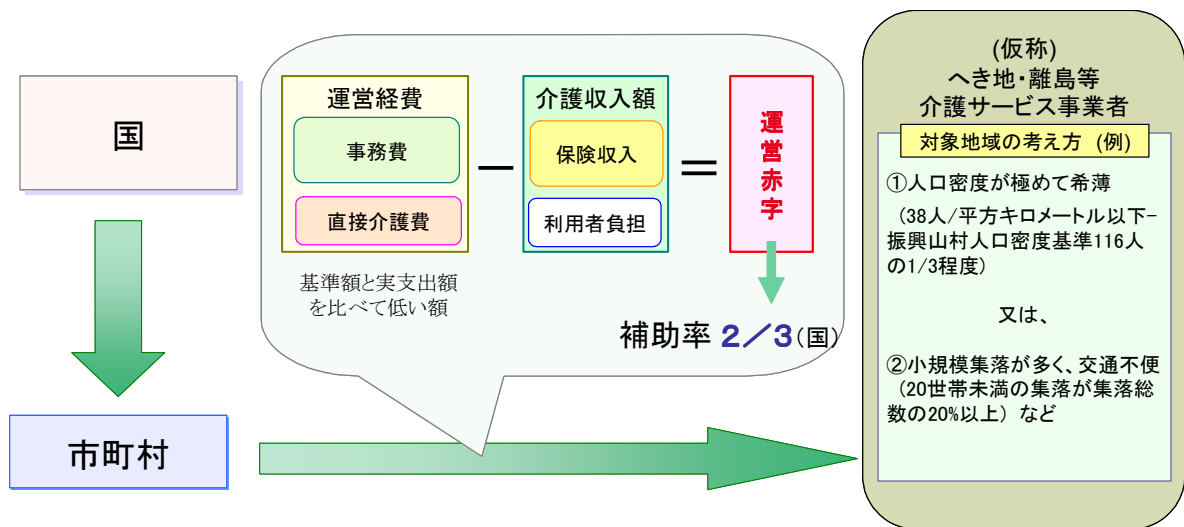 国
市町村
運営経費
事務費
直接介護費
基準額と実支出額
を比べて低い額
－
介護収入額
保険収入
利用者負担
＝
運営赤字
補助率 2／3(国)
(仮称)
へき地・離島等
介護サービス事業者
対象地域の考え方 (例)
①人口密度が極めて希薄
(38人/平方キロメートル以下-
振興山村人口密度基準116人
の1/3程度)
又は、
②小規模集落が多く、交通不便
(20世帯未満の集落が集落総
数の20%以上) など